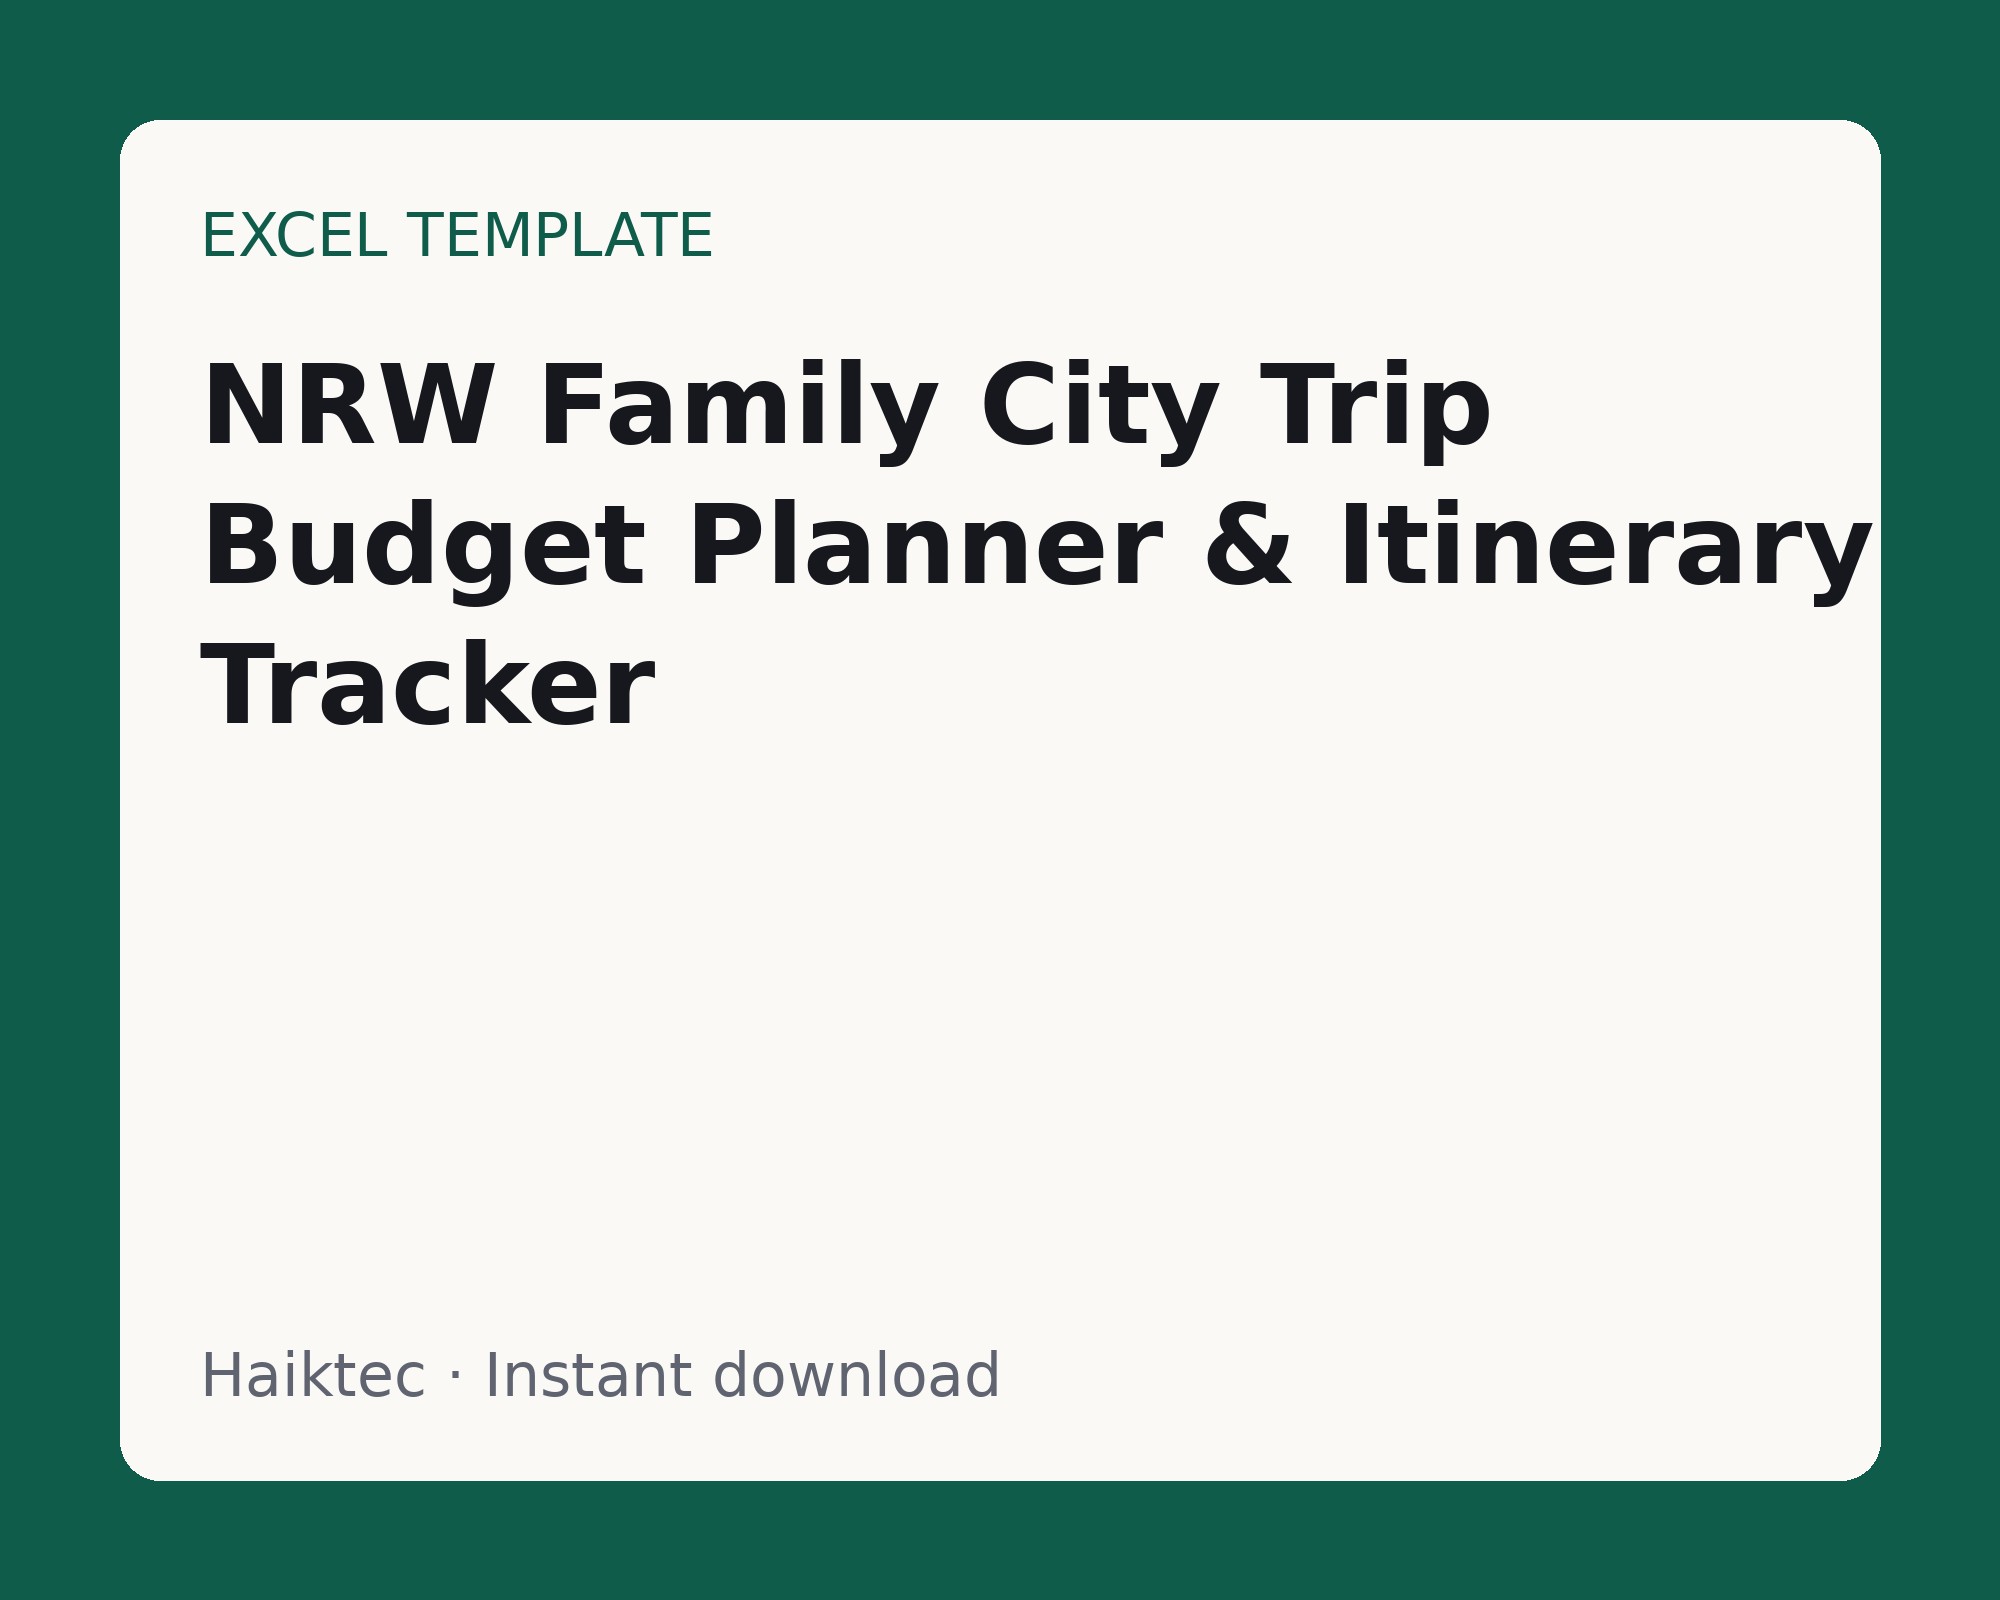 EXCEL TEMPLATE
NRW Family City Trip
Budget Planner & Itinerary
Tracker
Haiktec · Instant download